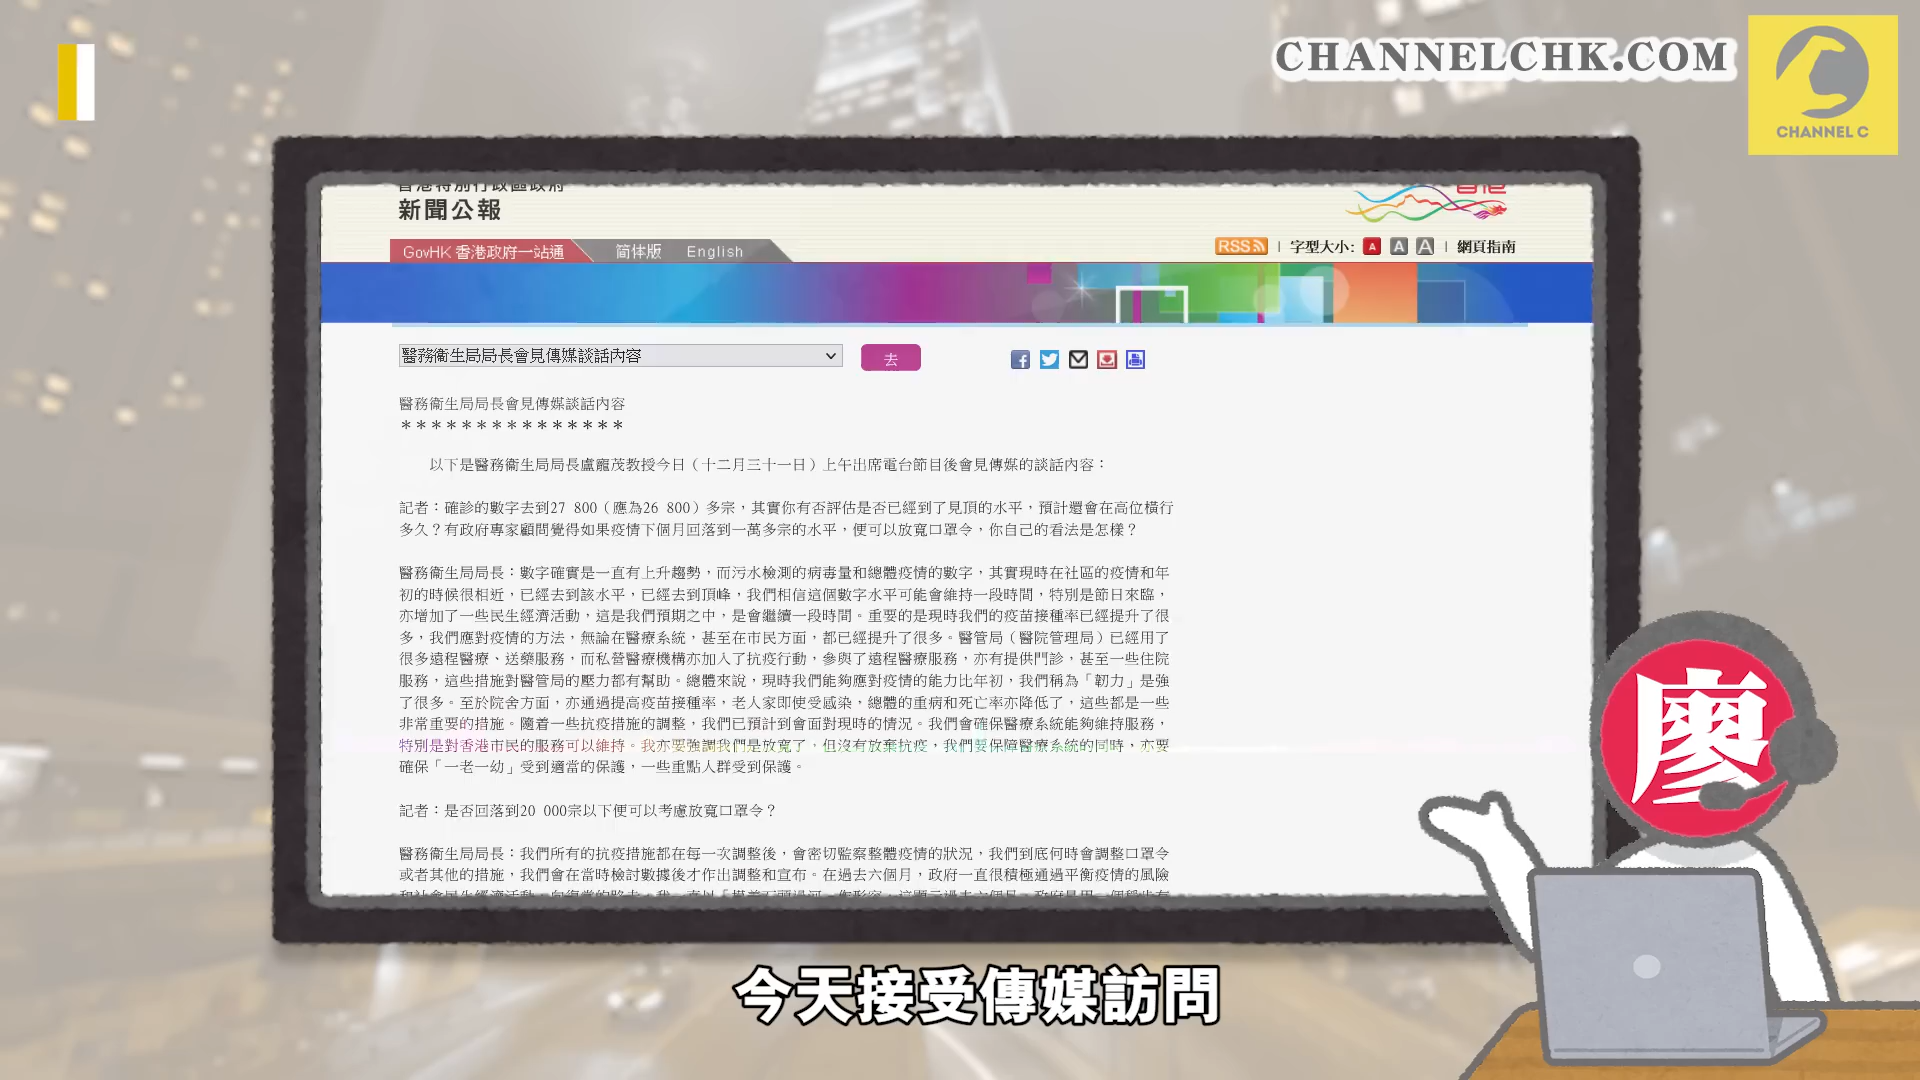 CHANNELCHK.COM
CHANNEL C
香港特別行政區政府
新聞公報
GovHK 香港政府一站通 简体版 English
RSS | 字型大小: A A A | 網頁指南
醫務衞生局局長會見傳媒談話內容 去
醫務衞生局局長會見傳媒談話內容
***************
以下是醫務衞生局局長盧寵茂教授今日（十二月三十一日）上午出席電台節目後會見傳媒的談話內容：
記者：確診的數字去到27 800（應為26 800）多宗，其實你有否評估是否已經到了見頂的水平，預計還會在高位橫行
多久？有政府專家顧問覺得如果疫情下個月回落到一萬多宗的水平，便可以放寬口罩令，你自己的看法是怎樣？
醫務衞生局局長：數字確實是一直有上升趨勢，而污水檢測的病毒量和總體疫情的數字，其實現時在社區的疫情和年
初的時候很相近，已經去到該水平，已經去到頂峰，我們相信這個數字水平可能會維持一段時間，特別是節日來臨，
亦增加了一些民生經濟活動，這是我們預期之中，是會繼續一段時間。重要的是現時我們的疫苗接種率已經提升了很
多，我們應對疫情的方法，無論在醫療系統，甚至在市民方面，都已經提升了很多。醫管局（醫院管理局）已經用了
很多遠程醫療、送藥服務，而私營醫療機構亦加入了抗疫行動，參與了遠程醫療服務，亦有提供門診，甚至一些住院
服務，這些措施對醫管局的壓力都有幫助。總體來說，現時我們能夠應對疫情的能力比年初，我們稱為「韌力」是強
了很多。至於院舍方面，亦通過提高疫苗接種率，老人家即使受感染，總體的重病和死亡率亦降低了，這些都是一些
非常重要的措施。隨着一些抗疫措施的調整，我們已預計到會面對現時的情況。我們會確保醫療系統能夠維持服務，
特別是對香港市民的服務可以維持。我亦要強調我們是放寬了，但沒有放棄抗疫，我們要保障醫療系統的同時，亦要
確保「一老一幼」受到適當的保護，一些重點人群受到保護。
記者：是否回落到20 000宗以下便可以考慮放寬口罩令？
醫務衞生局局長：我們所有的抗疫措施都在每一次調整後，會密切監察整體疫情的狀況，我們到底何時會調整口罩令
或者其他的措施，我們會在當時檢討數據後才作出調整和宣布。在過去六個月，政府一直很積極通過平衡疫情的風險
廖
今天接受傳媒訪問